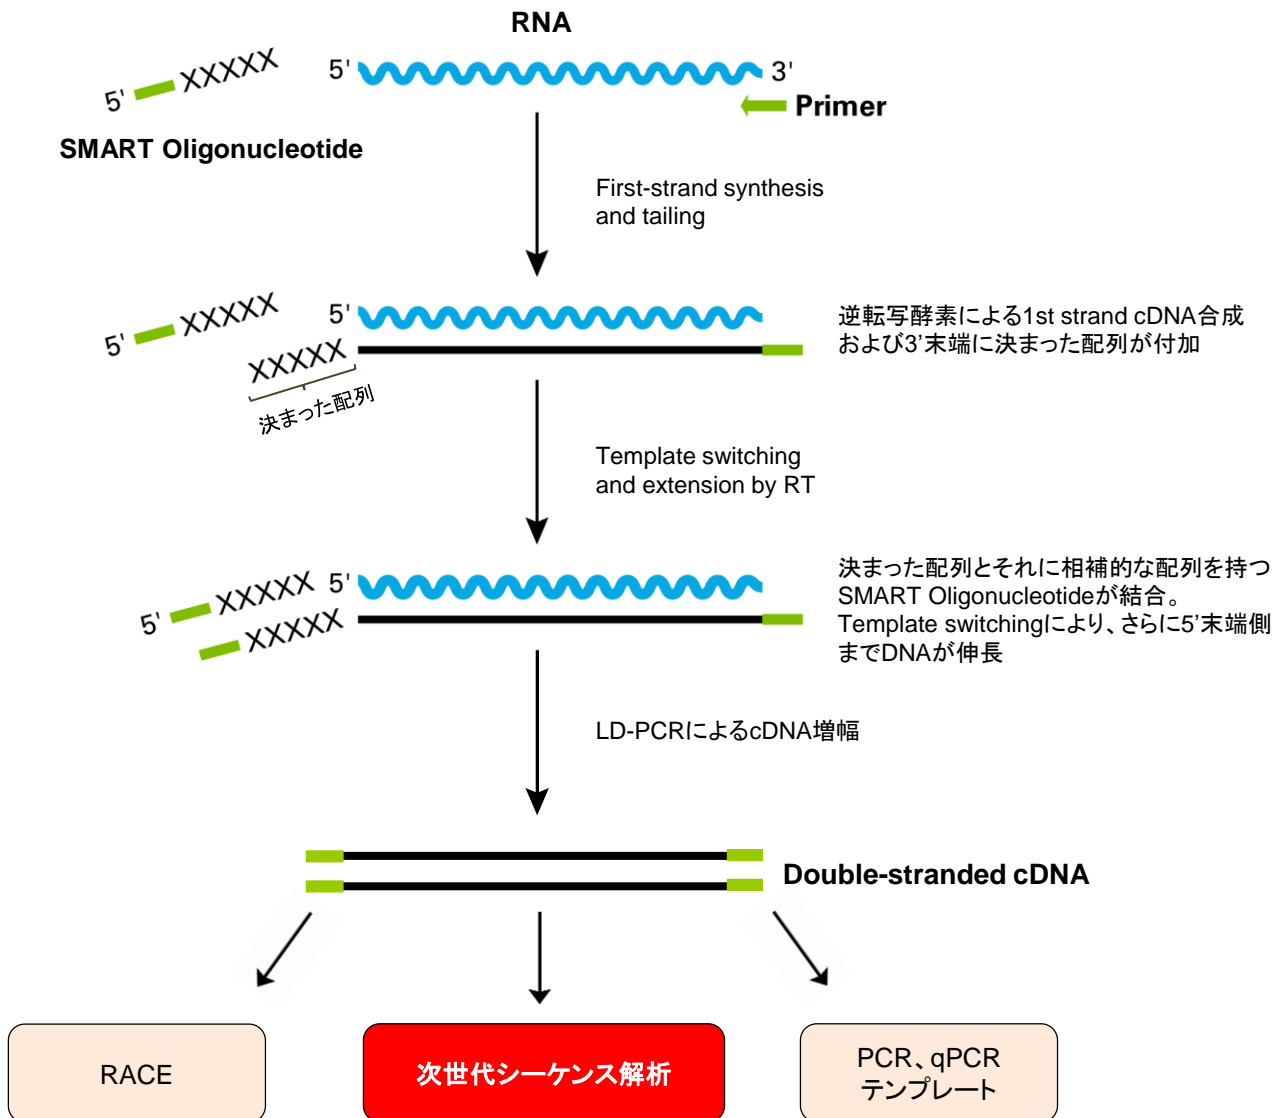 RNA
5' XXXXX
5'
3'
Primer
SMART Oligonucleotide
First-strand synthesis
and tailing
5' XXXXX
5'
XXXXX
決まった配列
逆転写酵素による1st strand cDNA合成
および3’末端に決まった配列が付加
Template switching
and extension by RT
5' XXXXX
5'
XXXXX
決まった配列とそれに相補的な配列を持つ
SMART Oligonucleotideが結合。
Template switchingにより、さらに5’末端側
までDNAが伸長
LD-PCRによるcDNA増幅
Double-stranded cDNA
RACE
次世代シーケンス解析
PCR、qPCR
テンプレート